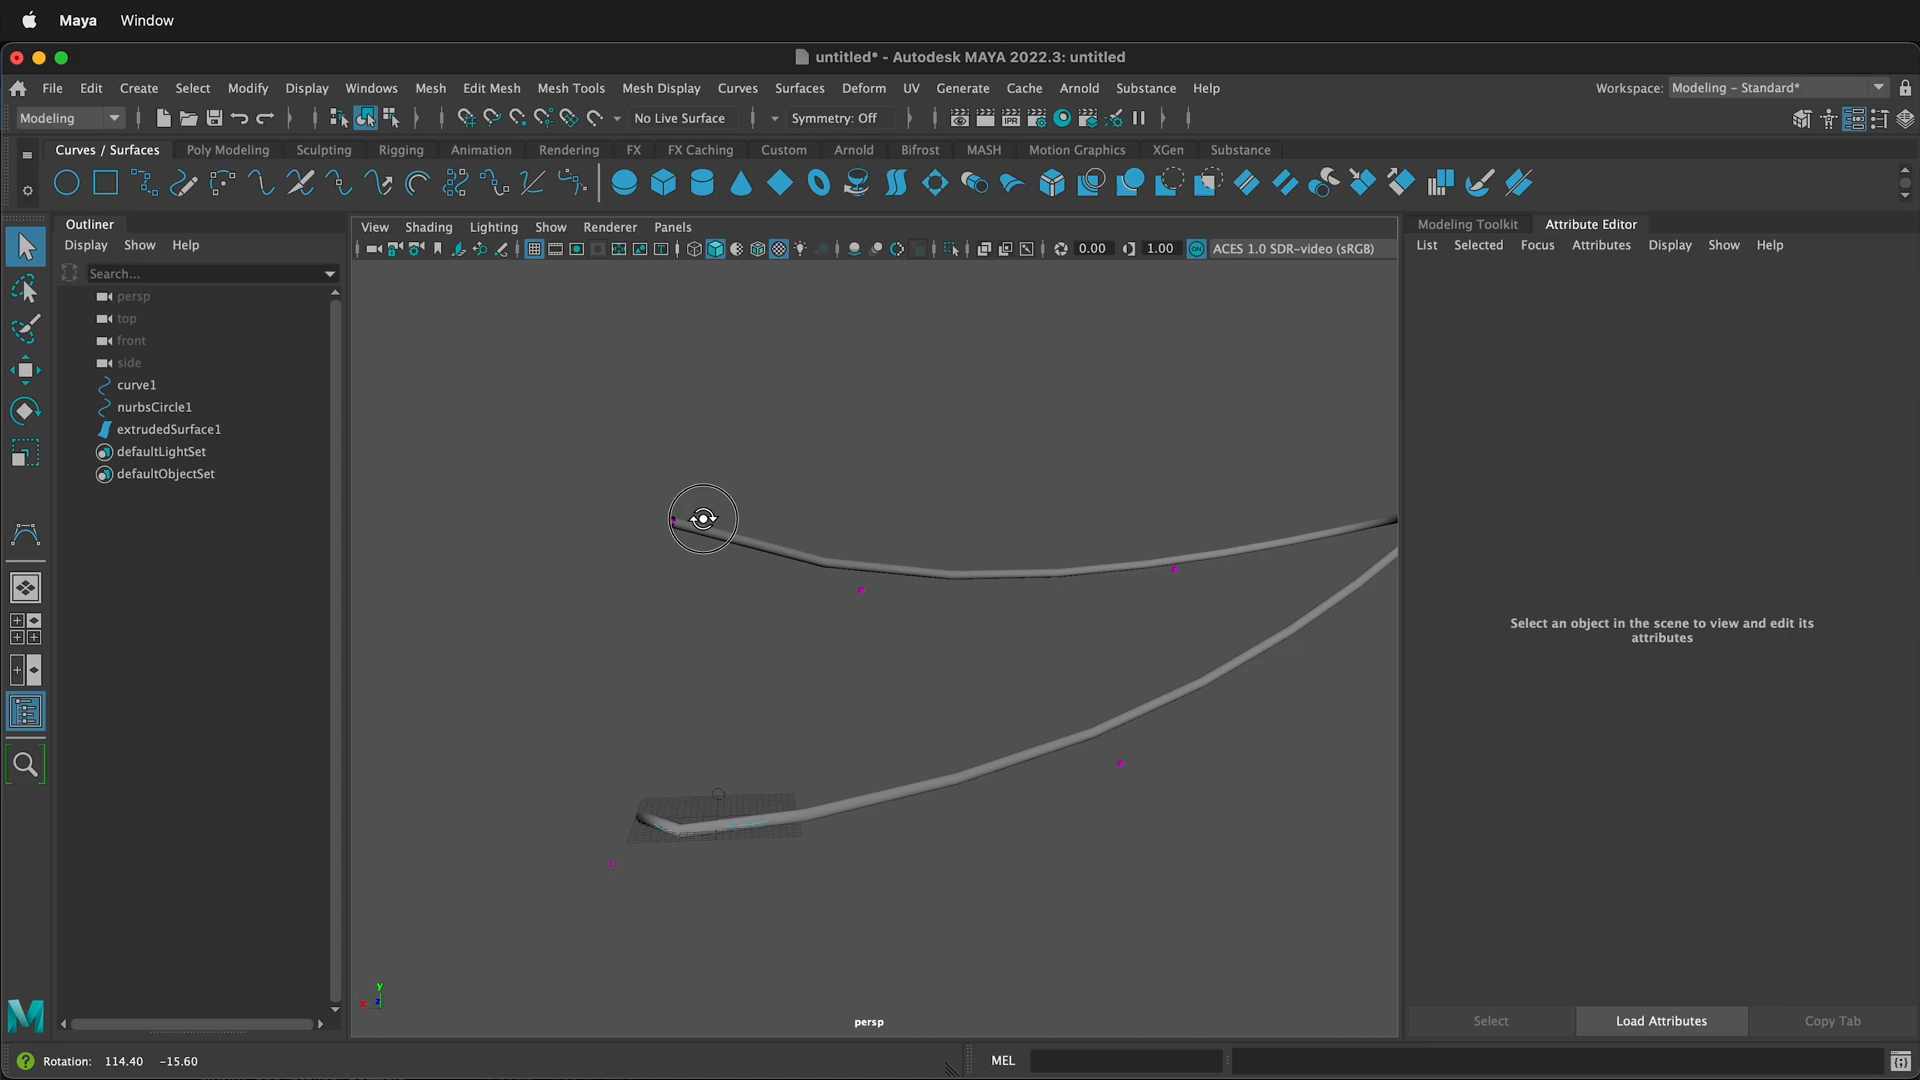 Maya Window
untitled* - Autodesk MAYA 2022.3: untitled
File Edit Create Select Modify Display Windows Mesh Edit Mesh Mesh Tools Mesh Display Curves Surfaces Deform UV Generate Cache Arnold Substance Help Workspace: Modeling - Standard*
Modeling No Live Surface Symmetry: Off
Curves / Surfaces Poly Modeling Sculpting Rigging Animation Rendering FX FX Caching Custom Arnold Bifrost MASH Motion Graphics XGen Substance
Outliner View Shading Lighting Show Renderer Panels Modeling Toolkit Attribute Editor
Display Show Help 0.00 1.00 ON ACES 1.0 SDR-video (sRGB) List Selected Focus Attributes Display Show Help
Search...
persp
top
front
side
curve1
nurbsCircle1
extrudedSurface1
defaultLightSet
defaultObjectSet
Select an object in the scene to view and edit its
attributes
y
x z
persp
Select Load Attributes Copy Tab
Rotation: 114.40 -15.60 MEL